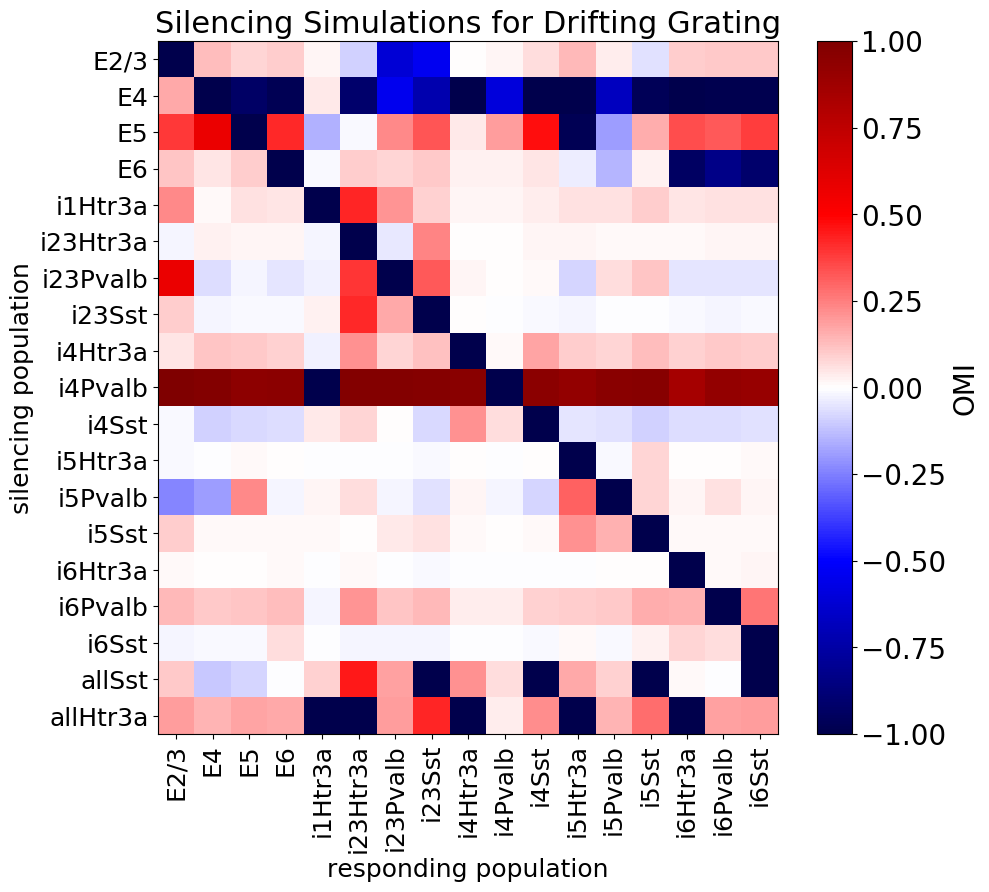 Silencing Simulations for Drifting Grating
E2/3
E4
E5
E6
i1Htr3a
i23Htr3a
i23Pvalb
i23Sst
i4Htr3a
i4Pvalb
i4Sst
i5Htr3a
i5Pvalb
i5Sst
i6Htr3a
i6Pvalb
i6Sst
allSst
allHtr3a
silencing population
E2/3
E4
E5
E6
i1Htr3a
i23Htr3a
i23Pvalb
i23Sst
i4Htr3a
i4Pvalb
i4Sst
i5Htr3a
i5Pvalb
i5Sst
i6Htr3a
i6Pvalb
i6Sst
responding population
1.00
0.75
0.50
0.25
0.00
−0.25
−0.50
−0.75
−1.00
OMI